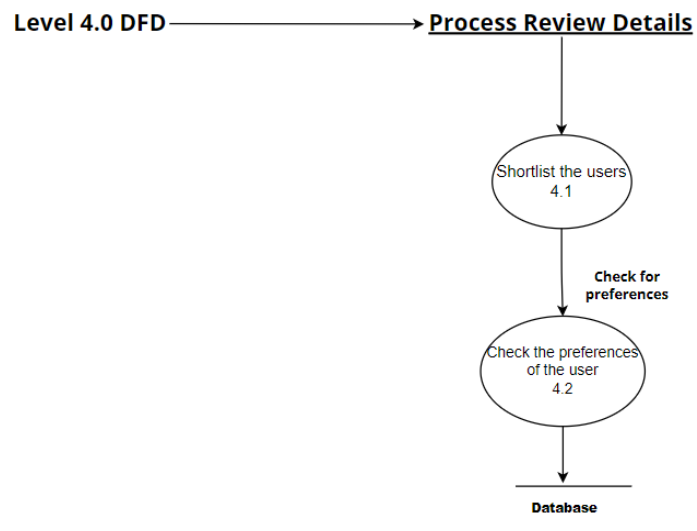 Level 4.0 DFD
Process Review Details
Shortlist the users
4.1
Check for
preferences
Check the preferences
of the user
4.2
Database